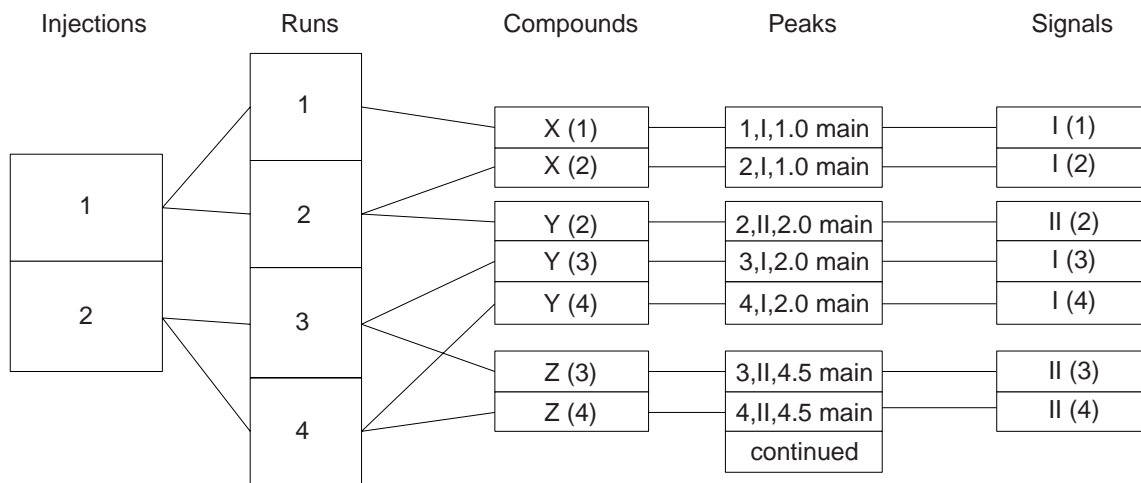 Injections Runs Compounds Peaks Signals
1
2
1
2
3
4
X (1)
X (2)
Y (2)
Y (3)
Y (4)
Z (3)
Z (4)
1,I,1.0 main
2,I,1.0 main
2,II,2.0 main
3,I,2.0 main
4,I,2.0 main
3,II,4.5 main
4,II,4.5 main
continued
I (1)
I (2)
II (2)
I (3)
I (4)
II (3)
II (4)